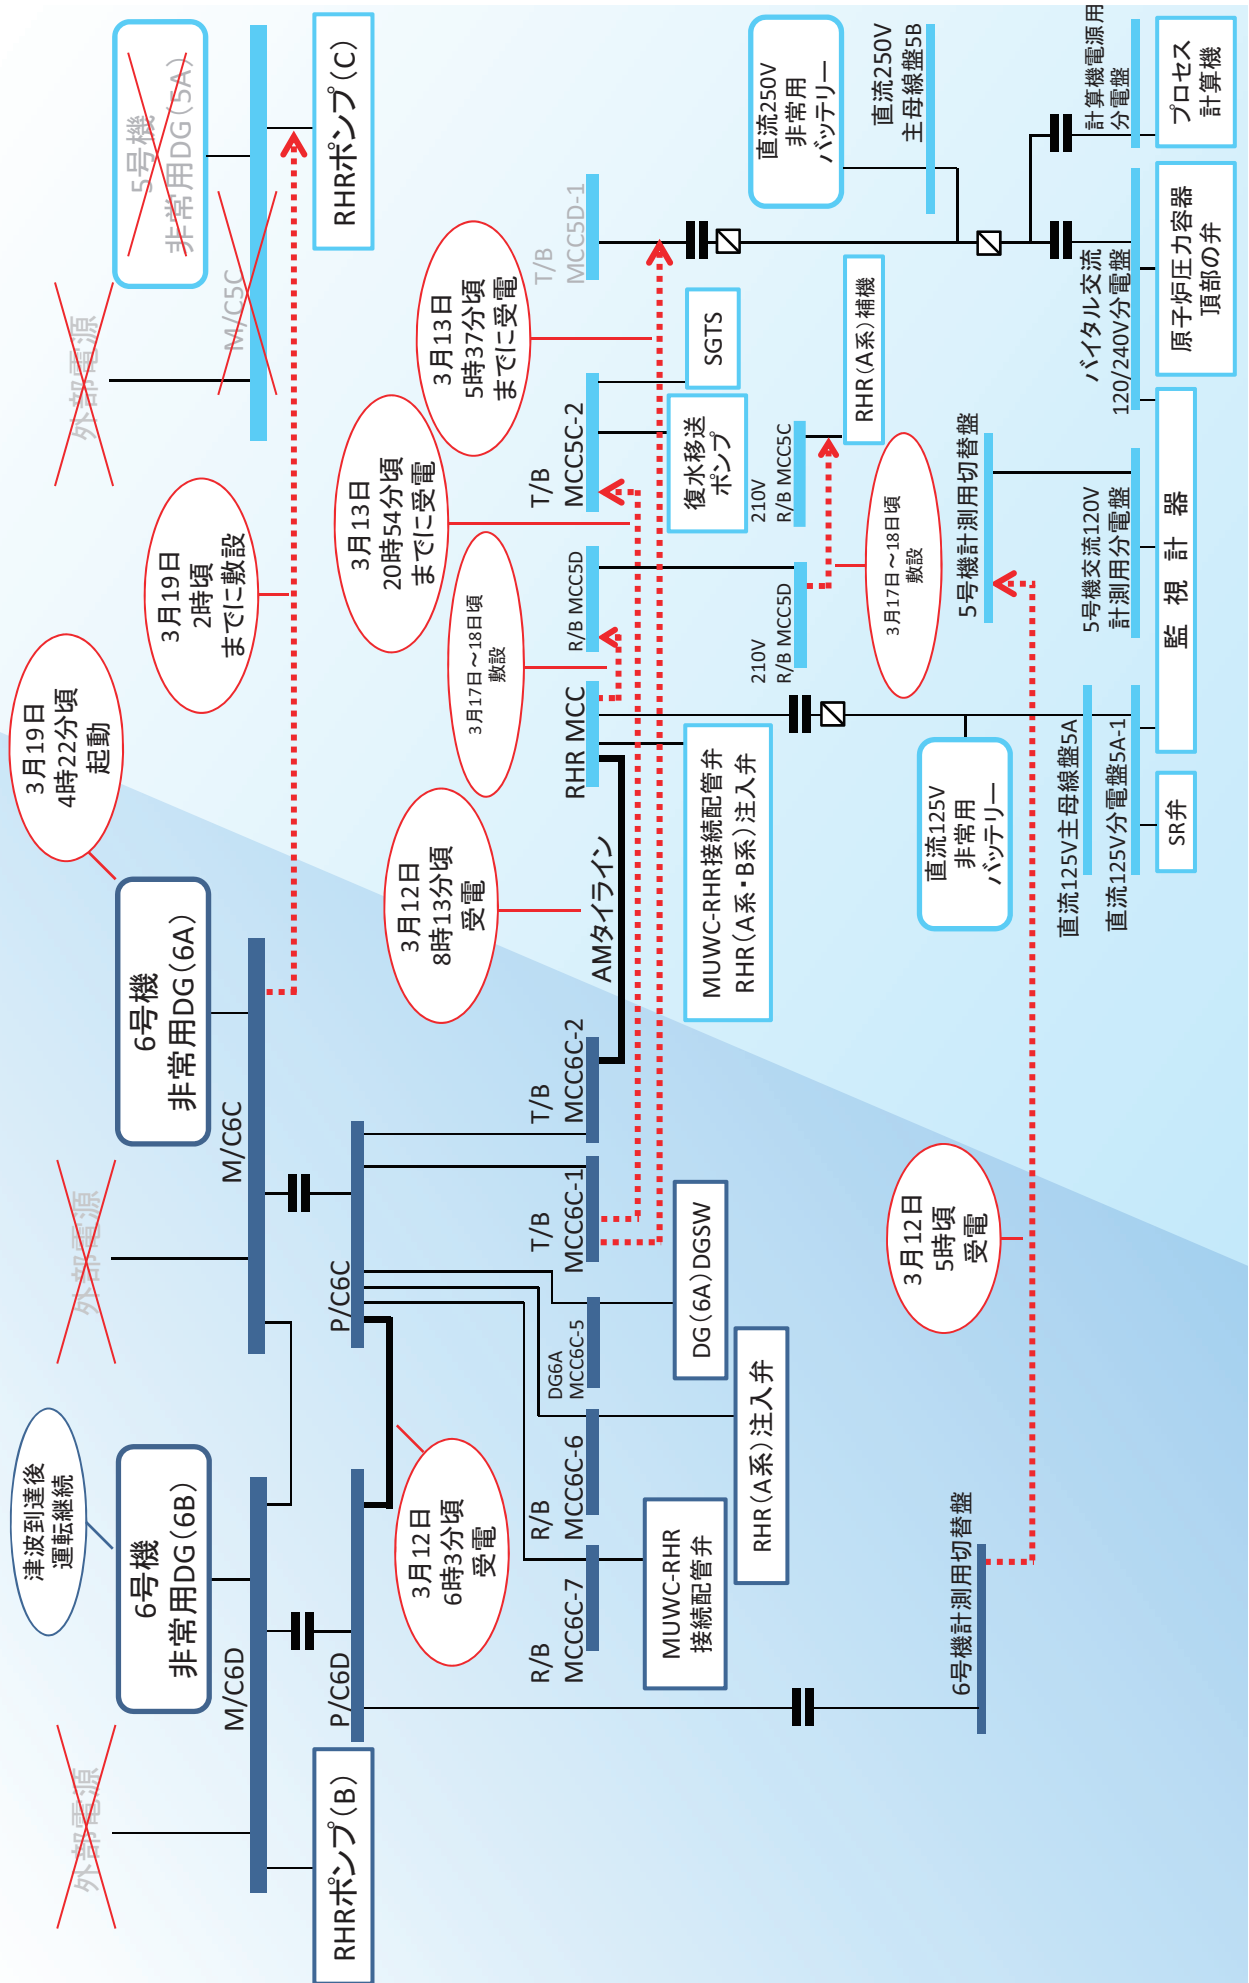 外部電源
津波到達後
運転継続
6号機
非常用DG(6B)
M/C6D
RHRポンプ(B)
P/C6D
3月12日
6時3分頃
受電
外部電源
3月19日
4時22分頃
起動
6号機
非常用DG(6A)
M/C6C
P/C6C
R/B
MCC6C-7
MUWC-RHR
接続配管弁
R/B
MCC6C-6
RHR(A系)注入弁
DG6A
MCC6C-5
DG(6A)DGSW
T/B
MCC6C-1
T/B
MCC6C-2
6号機計測用切替盤
3月12日
5時頃
受電
3月12日
8時13分頃
受電
AMタイライン
外部電源
5号機
非常用DG(5A)
M/C5C
RHRポンプ(C)
3月19日
2時頃
までに敷設
3月13日
20時54分頃
までに受電
3月13日
5時37分頃
までに受電
3月17日~18日頃
敷設
RHR MCC
R/B MCC5D
T/B
MCC5C-2
T/B
MCC5D-1
MUWC-RHR接続配管弁
RHR(A系・B系)注入弁
復水移送
ポンプ
SGTS
210V
R/B MCC5D
210V
R/B MCC5C
RHR(A系)補機
3月17日~18日頃
敷設
直流125V
非常用
バッテリー
直流125V主母線盤5A
直流125V分電盤5A-1
SR弁
5号機計測用切替盤
5号機交流120V
計測用分電盤
監視計器
直流250V
非常用
バッテリー
直流250V
主母線盤5B
バイタル交流
120/240V分電盤
原子炉圧力容器
頂部の弁
計算機電源用
分電盤
プロセス
計算機